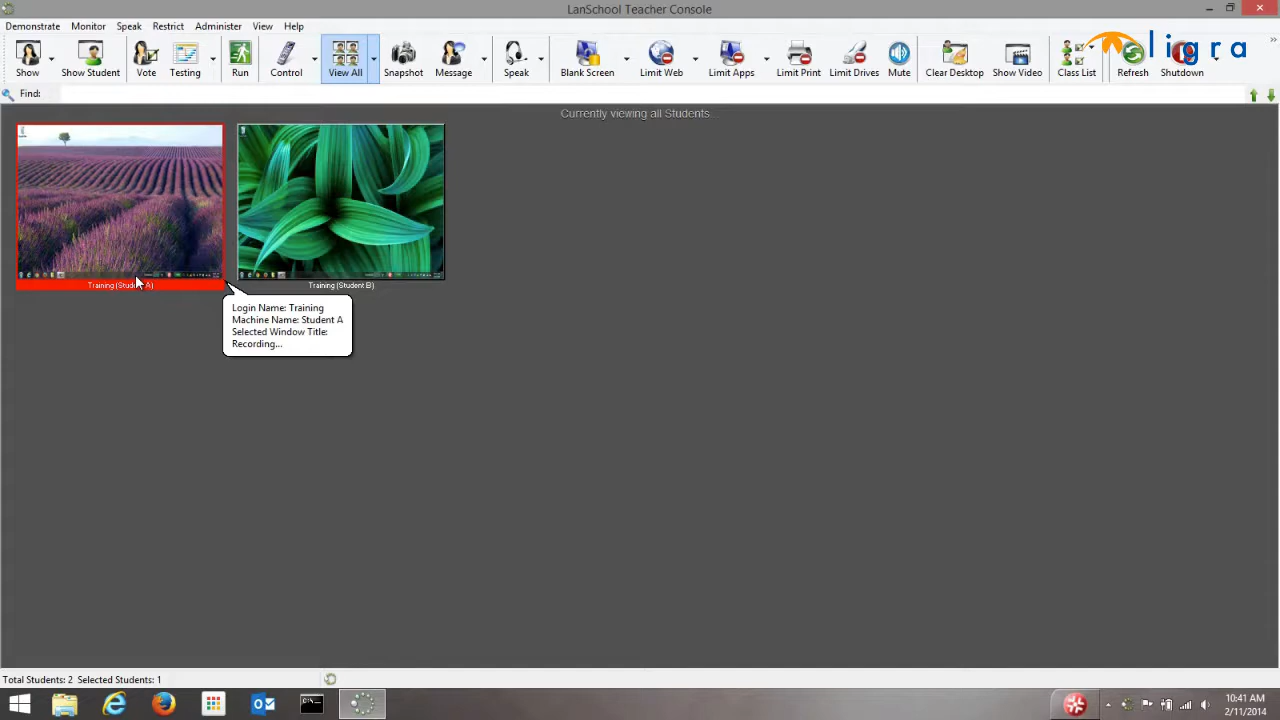 LanSchool Teacher Console
Demonstrate Monitor Speak Restrict Administer View Help
Show Show Student Vote Testing Run Control View All Snapshot Message Speak Blank Screen Limit Web Limit Apps Limit Print Limit Drives Mute Clear Desktop Show Video Class List Refresh Shutdown
ligra
Find:
Currently viewing all Students...
Training (Student A) Training (Student B)
Login Name: Training
Machine Name: Student A
Selected Window Title:
Recording...
Total Students: 2 Selected Students: 1
10:41 AM
2/11/2014